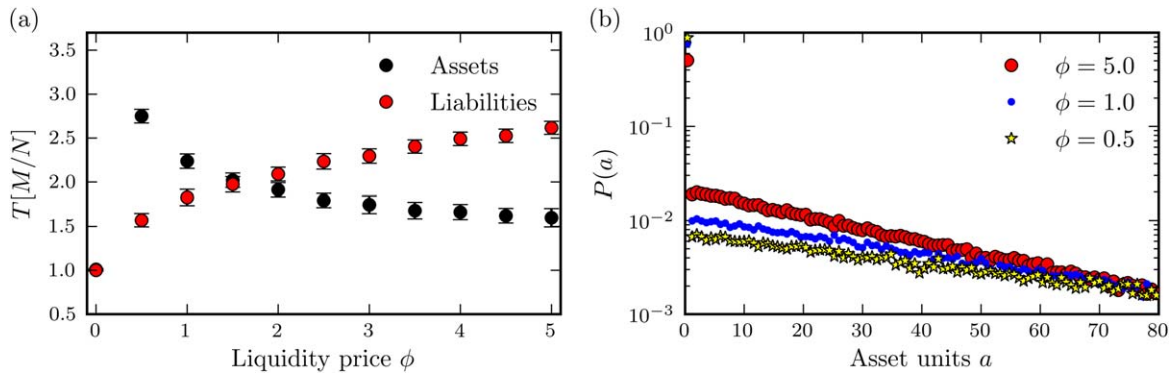 (a)
3.5
3.0
2.5
2.0
1.5
1.0
0.5
T[M/N]
0 1 2 3 4 5
Liquidity price ϕ
Assets
Liabilities
(b)
10⁰
10⁻¹
10⁻²
10⁻³
P(a)
0 10 20 30 40 50 60 70 80
Asset units a
ϕ = 5.0
ϕ = 1.0
ϕ = 0.5